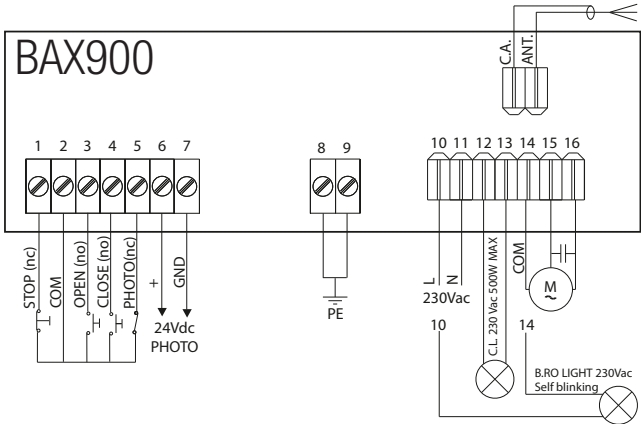 BAX900
C.A.
ANT.
1 2 3 4 5 6 7
8 9
10 11 12 13 14 15 16
STOP (nc)
COM
OPEN (no)
CLOSE (no)
PHOTO(nc)
+
GND
24Vdc
PHOTO
PE
L
N
230Vac
C.L. 230 Vac 500W MAX
COM
M
~
10
14
B.RO LIGHT 230Vac
Self blinking